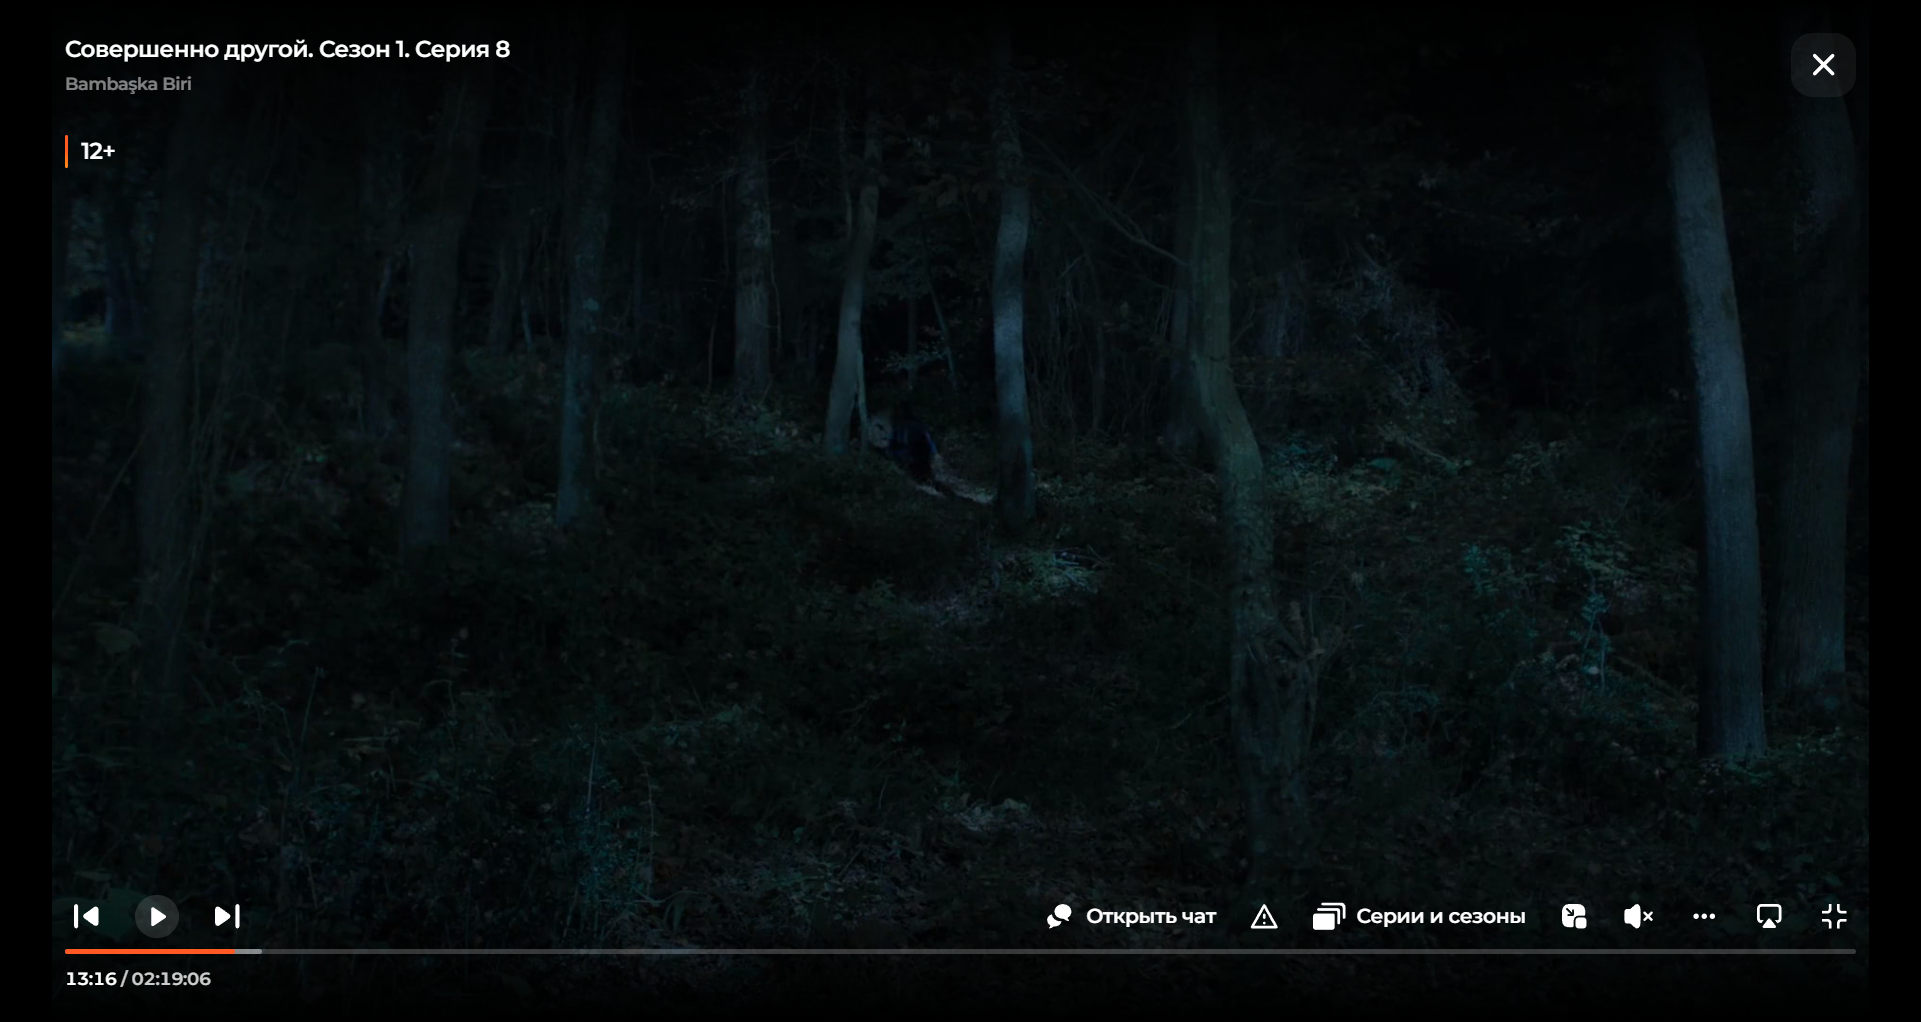 Совершенно другой. Сезон 1. Серия 8
Bambaşka Biri
12+
Открыть чат
Серии и сезоны
13:16 / 02:19:06